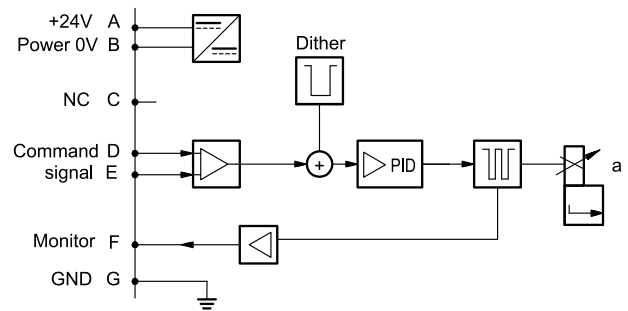 +24V A
Power 0V B
Dither
NC C
Command D
signal E
+
PID
a
Monitor F
GND G